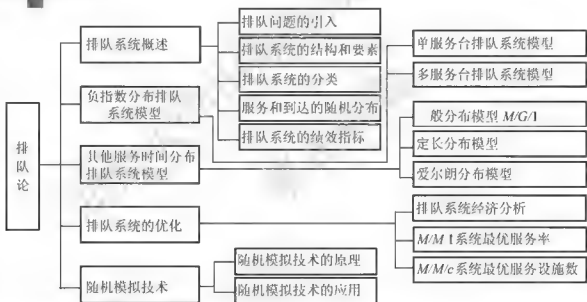 排队论
排队系统概述
排队问题的引入
排队系统的结构和要素
排队系统的分类
服务和到达的随机分布
排队系统的绩效指标
负指数分布排队
系统模型
单服务台排队系统模型
多服务台排队系统模型
其他服务时间分布
排队系统模型
般分布模型 M/G/1
定长分布模型
爱尔朗分布模型
排队系统的优化
排队系统经济分析
M/M 1系统最优服务率
M/M/c系统最优服务设施数
随机模拟技术
随机模拟技术的原理
随机模拟技术的应用